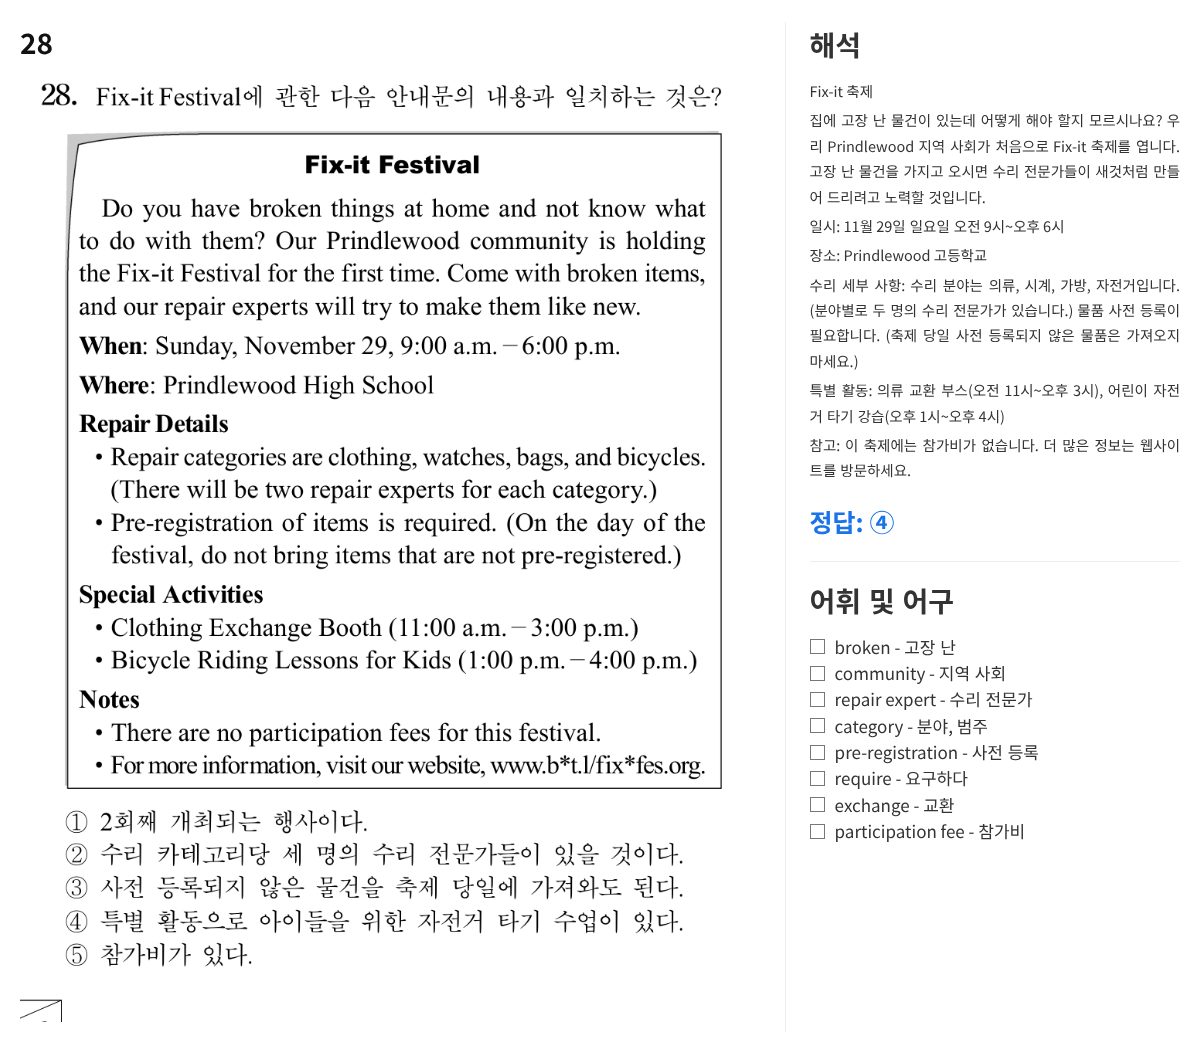 28
28. Fix-it Festival에 관한 다음 안내문의 내용과 일치하는 것은?
Fix-it Festival
Do you have broken things at home and not know what
to do with them? Our Prindlewood community is holding
the Fix-it Festival for the first time. Come with broken items,
and our repair experts will try to make them like new.
When: Sunday, November 29, 9:00 a.m.－6:00 p.m.
Where: Prindlewood High School
Repair Details
• Repair categories are clothing, watches, bags, and bicycles.
(There will be two repair experts for each category.)
• Pre-registration of items is required. (On the day of the
festival, do not bring items that are not pre-registered.)
Special Activities
• Clothing Exchange Booth (11:00 a.m.－3:00 p.m.)
• Bicycle Riding Lessons for Kids (1:00 p.m.－4:00 p.m.)
Notes
• There are no participation fees for this festival.
• For more information, visit our website, www.b*t.l/fix*fes.org.
① 2회째 개최되는 행사이다.
② 수리 카테고리당 세 명의 수리 전문가들이 있을 것이다.
③ 사전 등록되지 않은 물건을 축제 당일에 가져와도 된다.
④ 특별 활동으로 아이들을 위한 자전거 타기 수업이 있다.
⑤ 참가비가 있다.
해석
Fix-it 축제
집에 고장 난 물건이 있는데 어떻게 해야 할지 모르시나요? 우
리 Prindlewood 지역 사회가 처음으로 Fix-it 축제를 엽니다.
고장 난 물건을 가지고 오시면 수리 전문가들이 새것처럼 만들
어 드리려고 노력할 것입니다.
일시: 11월 29일 일요일 오전 9시~오후 6시
장소: Prindlewood 고등학교
수리 세부 사항: 수리 분야는 의류, 시계, 가방, 자전거입니다.
(분야별로 두 명의 수리 전문가가 있습니다.) 물품 사전 등록이
필요합니다. (축제 당일 사전 등록되지 않은 물품은 가져오지
마세요.)
특별 활동: 의류 교환 부스(오전 11시~오후 3시), 어린이 자전
거 타기 강습(오후 1시~오후 4시)
참고: 이 축제에는 참가비가 없습니다. 더 많은 정보는 웹사이
트를 방문하세요.
정답: ④
어휘 및 어구
broken - 고장 난
community - 지역 사회
repair expert - 수리 전문가
category - 분야, 범주
pre-registration - 사전 등록
require - 요구하다
exchange - 교환
participation fee - 참가비